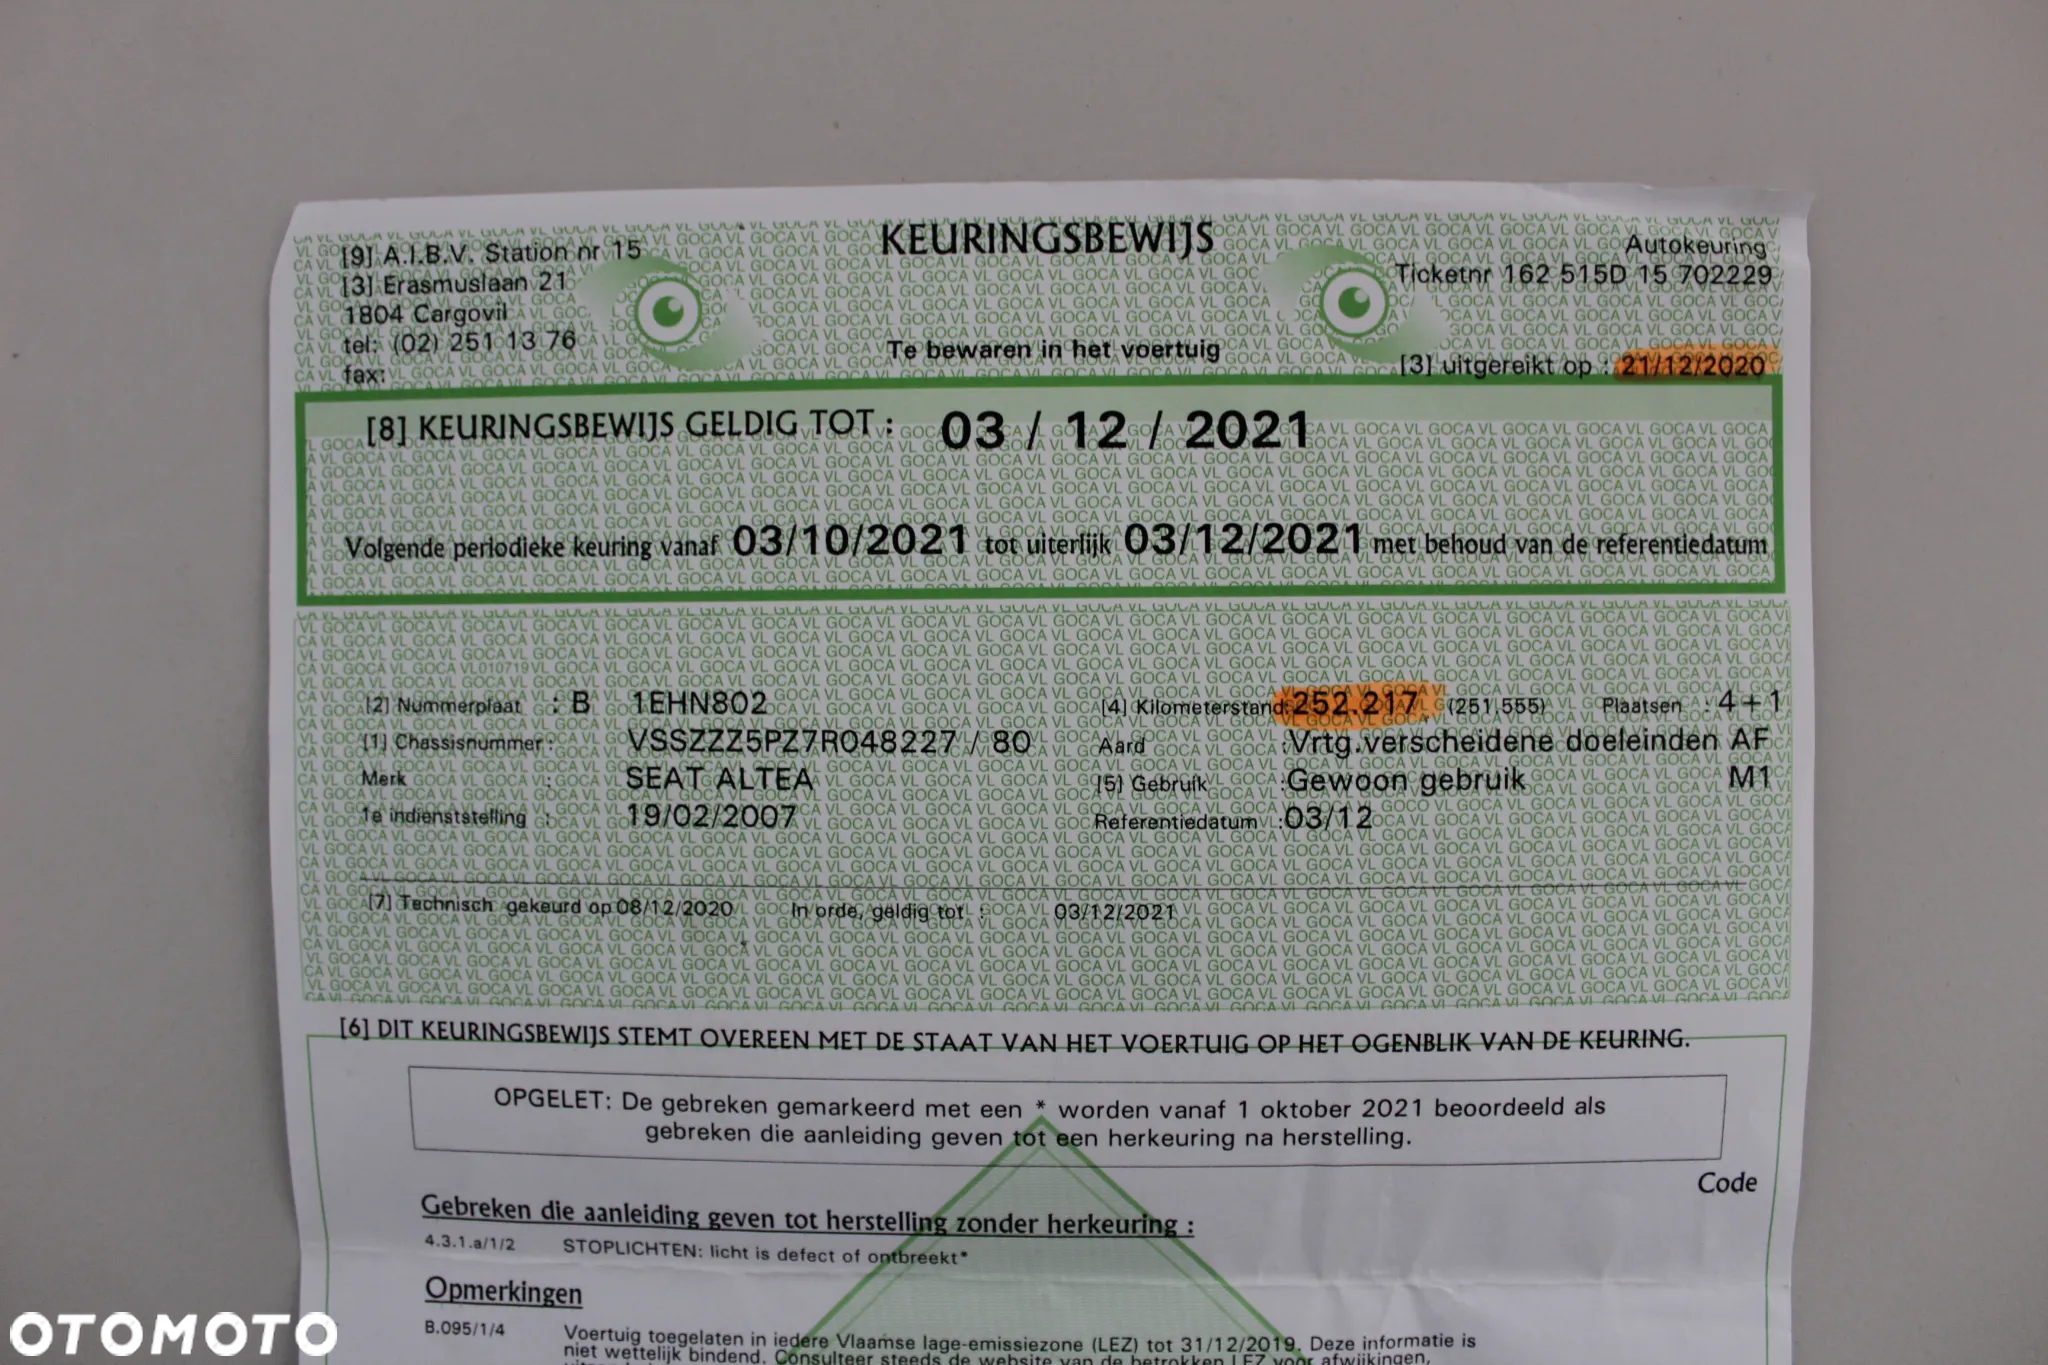 [9] A.I.B.V. Station nr 15
[3] Erasmuslaan 21
1804 Cargovil
tel: (02) 251 13 76
fax:
KEURINGSBEWIJS
Te bewaren in het voertuig
Autokeuring
Ticketnr 162 515D 15 702229
[3] uitgereikt op : 21/12/2020
[8] KEURINGSBEWIJS GELDIG TOT : 03 / 12 / 2021
Volgende periodieke keuring vanaf 03/10/2021 tot uiterlijk 03/12/2021 met behoud van de referentiedatum
[2] Nummerplaat : B 1EHN802 [4] Kilometerstand: 252.217 (251,555) Plaatsen : 4+1
[1] Chassisnummer: VSSZZZ5PZ7R048227 / 80 Aard :Vrtg.verscheidene doeleinden AF
Merk : SEAT ALTEA [5] Gebruik :Gewoon gebruik M1
1e indienststelling : 19/02/2007 Referentiedatum :03/12
[7] Technisch gekeurd op 08/12/2020 In orde, geldig tot : 03/12/2021
[6] DIT KEURINGSBEWIJS STEMT OVEREEN MET DE STAAT VAN HET VOERTUIG OP HET OGENBLIK VAN DE KEURING.
OPGELET: De gebreken gemarkeerd met een * worden vanaf 1 oktober 2021 beoordeeld als
gebreken die aanleiding geven tot een herkeuring na herstelling.
Code
Gebreken die aanleiding geven tot herstelling zonder herkeuring :
4.3.1.a/1/2 STOPLICHTEN: licht is defect of ontbreekt*
Opmerkingen
B.095/1/4 Voertuig toegelaten in iedere Vlaamse lage-emissiezone (LEZ) tot 31/12/2019. Deze informatie is
niet wettelijk bindend. Consulteer steeds de website van de betrokken LEZ voor afwijkingen,
OTOMOTO